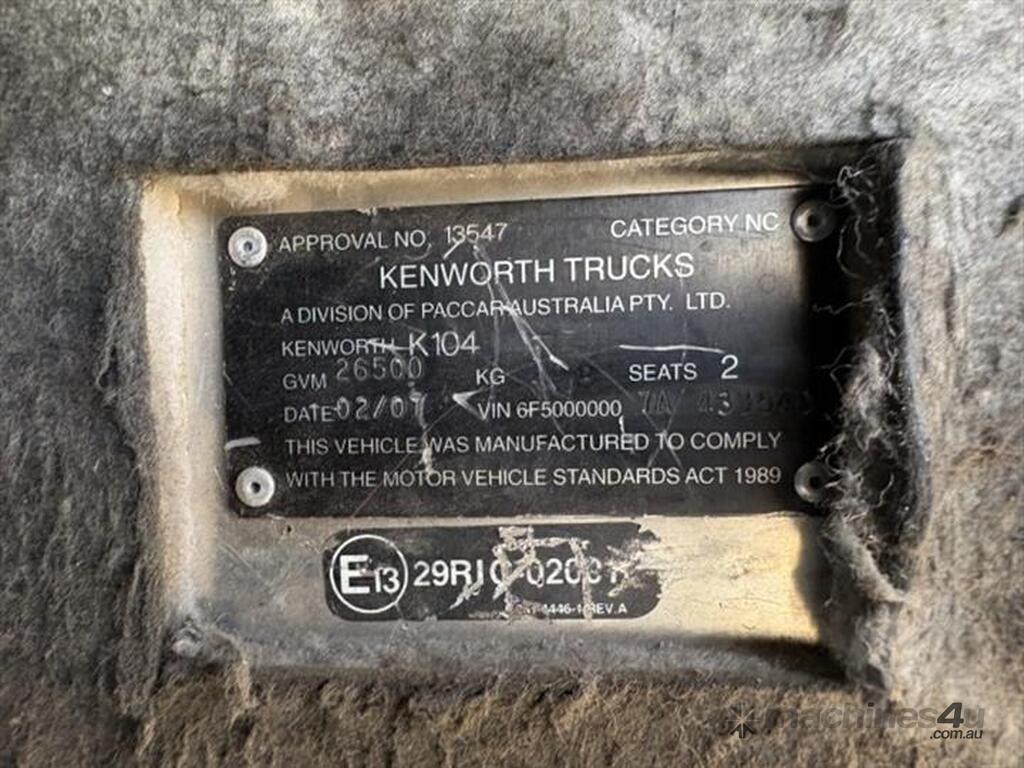 APPROVAL NO. 13547 CATEGORY NC
KENWORTH TRUCKS
A DIVISION OF PACCAR AUSTRALIA PTY. LTD.
KENWORTH K104
GVM 26500 KG SEATS 2
DATE 02/07 VIN 6F5000000 7A
THIS VEHICLE WAS MANUFACTURED TO COMPLY
WITH THE MOTOR VEHICLE STANDARDS ACT 1989
E13
machines4u
.com.au